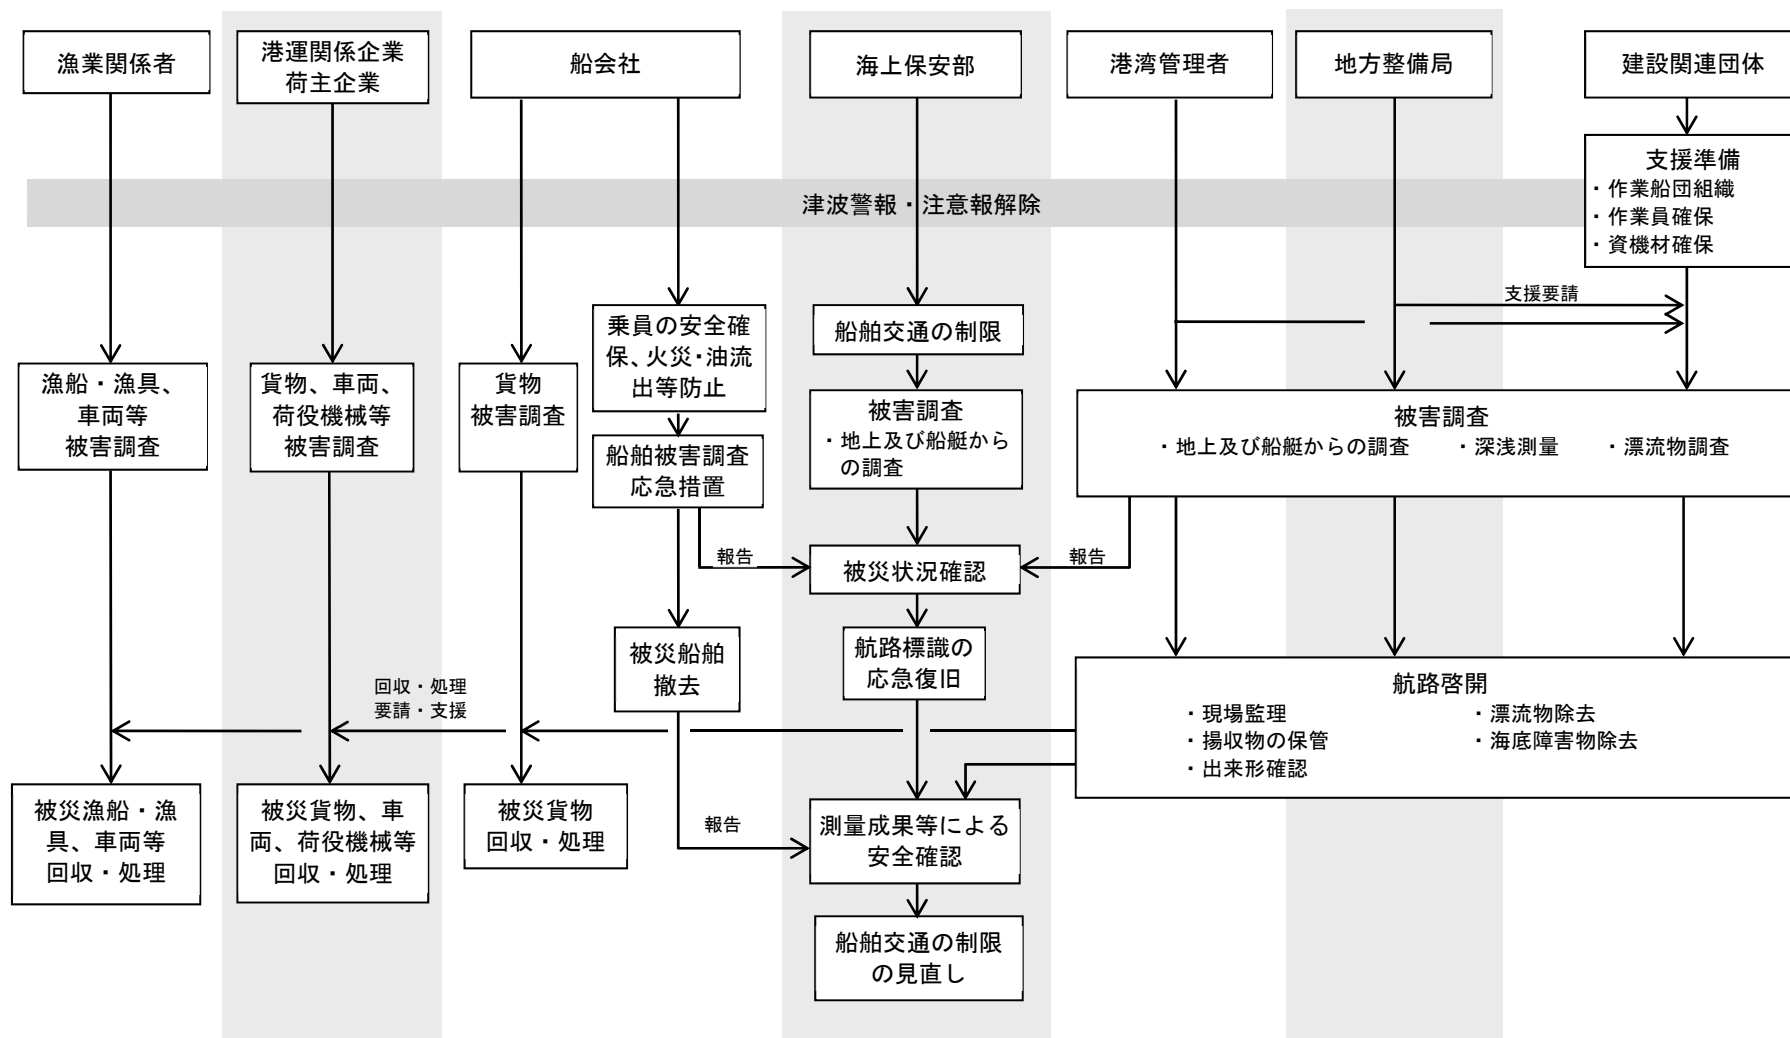 漁業関係者
港運関係企業
荷主企業
船会社
海上保安部
港湾管理者
地方整備局
建設関連団体
支援準備
・作業船団組織
・作業員確保
・資機材確保
津波警報・注意報解除
支援要請
乗員の安全確
保、火災・油流
出等防止
船舶交通の制限
漁船・漁具、
車両等
被害調査
貨物、車両、
荷役機械等
被害調査
貨物
被害調査
船舶被害調査
応急措置
被害調査
・地上及び船艇から
の調査
被害調査
・地上及び船艇からの調査
・深浅測量
・漂流物調査
報告
被災状況確認
報告
被災船舶
撤去
航路標識の
応急復旧
回収・処理
要請・支援
航路啓開
・現場監理
・揚収物の保管
・出来形確認
・漂流物除去
・海底障害物除去
被災漁船・漁
具、車両等
回収・処理
被災貨物、車
両、荷役機械等
回収・処理
被災貨物
回収・処理
報告
測量成果等による
安全確認
船舶交通の制限
の見直し